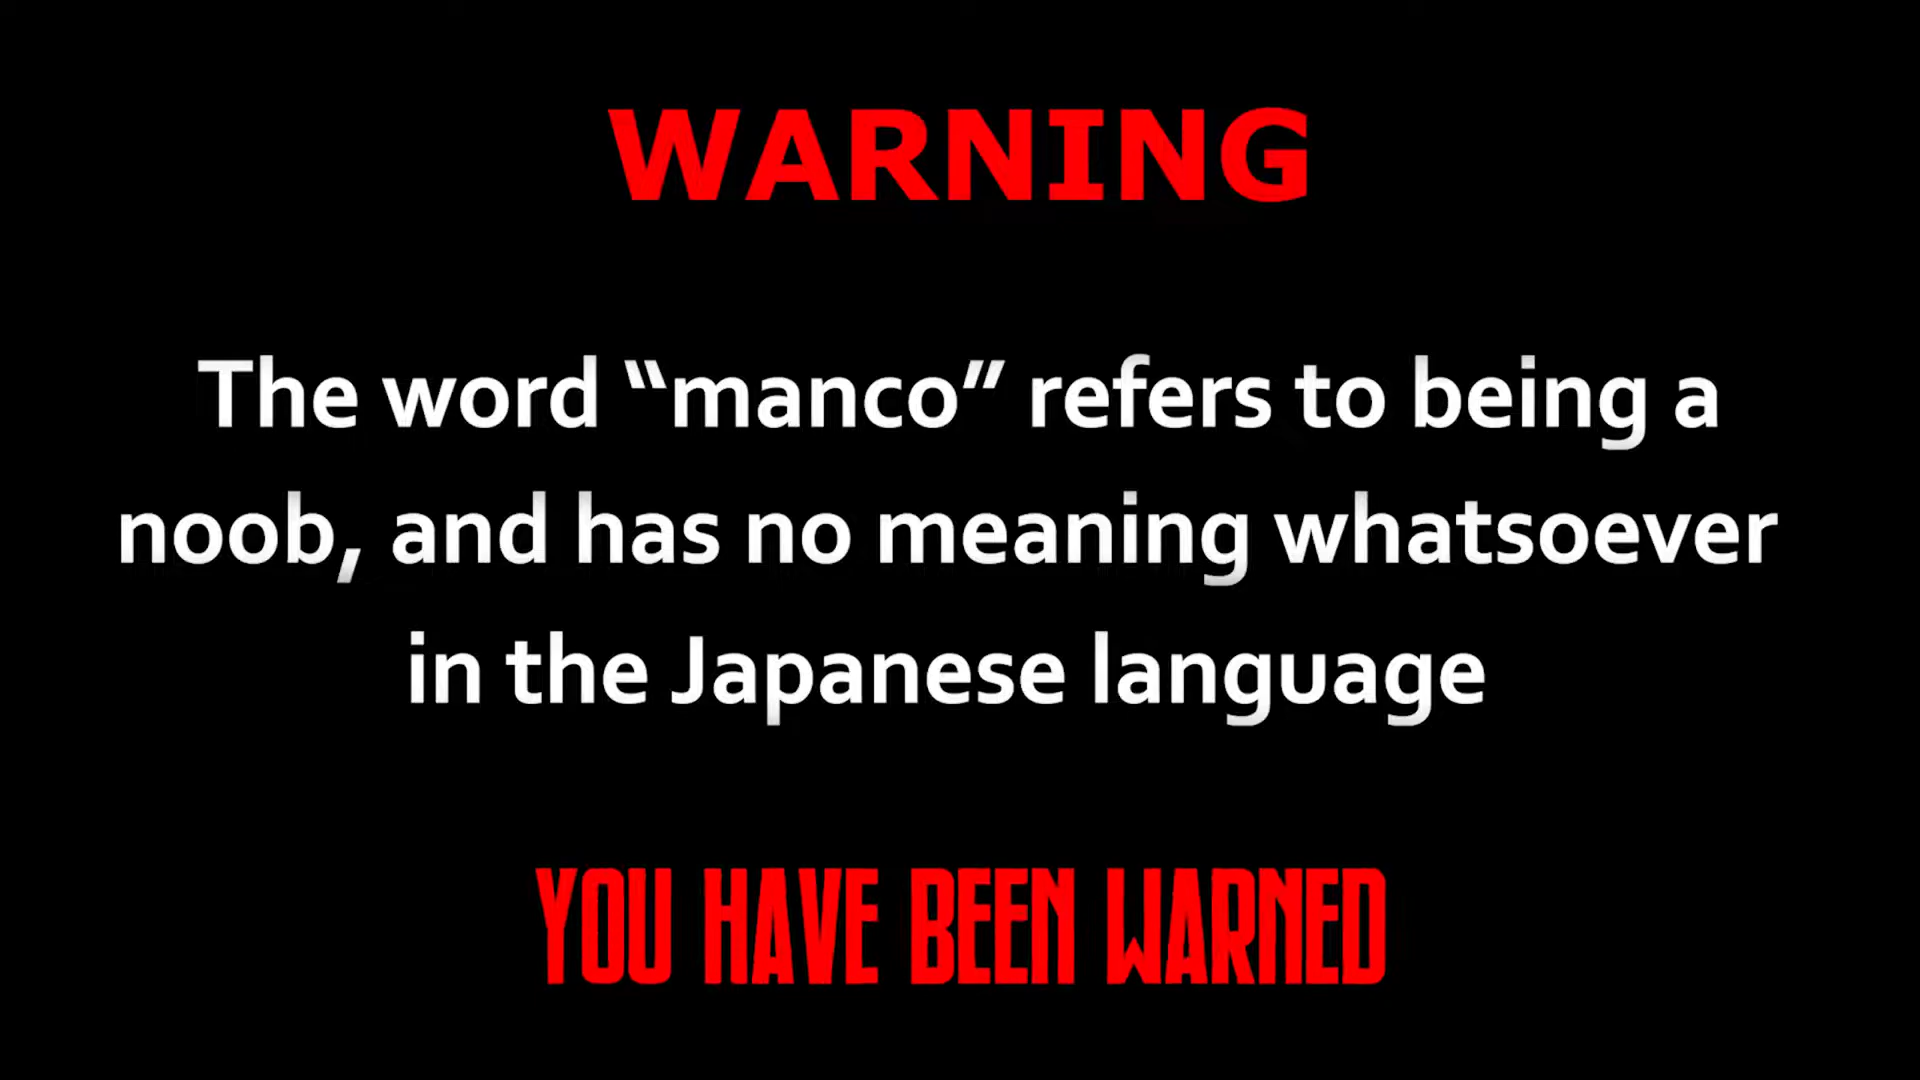 WARNING
The word “manco” refers to being a
noob, and has no meaning whatsoever
in the Japanese language
YOU HAVE BEEN WARNED